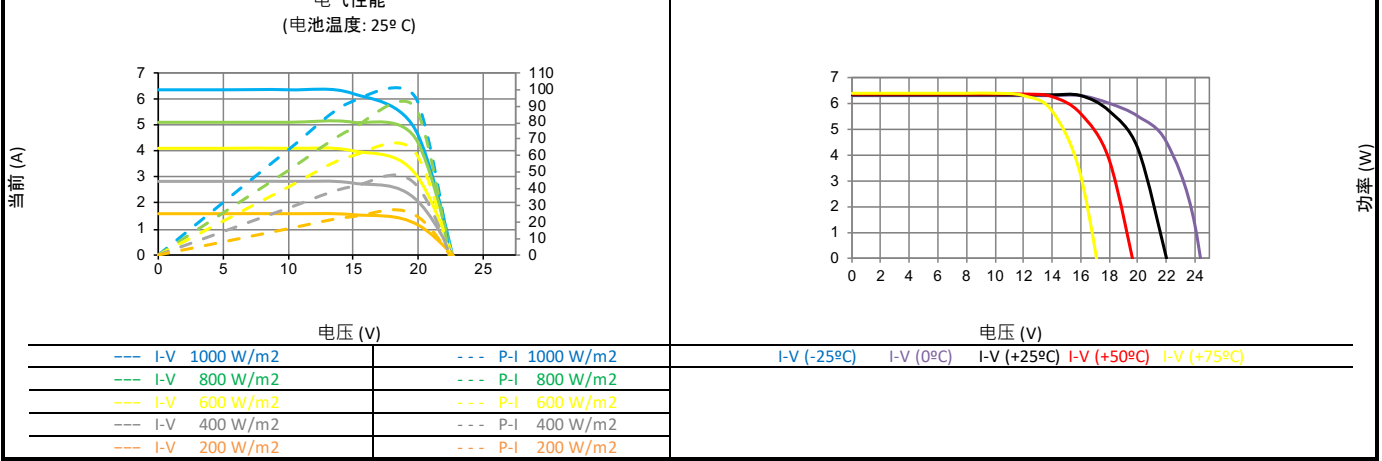 电气性能
(电池温度: 25º C)
7
6
5
4
3
2
1
0
110
100
90
80
70
60
50
40
30
20
10
0
0 5 10 15 20 25
当前 (A)
电压 (V)
7
6
5
4
3
2
1
0
0 2 4 6 8 10 12 14 16 18 20 22 24
功率 (W)
电压 (V)
––– I-V 1000 W/m2 - - - P-I 1000 W/m2
––– I-V 800 W/m2 - - - P-I 800 W/m2
––– I-V 600 W/m2 - - - P-I 600 W/m2
––– I-V 400 W/m2 - - - P-I 400 W/m2
––– I-V 200 W/m2 - - - P-I 200 W/m2
I-V (-25ºC) I-V (0ºC) I-V (+25ºC) I-V (+50ºC) I-V (+75ºC)